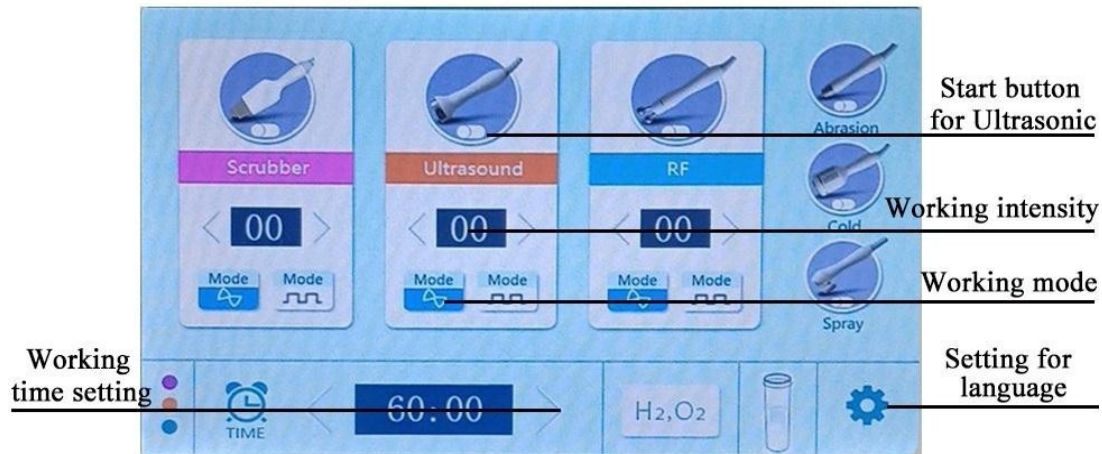 Scrubber
Ultrasound
RF
00
00
00
Mode Mode
Mode Mode
Mode Mode
Abrasion
Cold
Spray
TIME
60:00
H2,O2
Start button
for Ultrasonic
Working intensity
Working mode
Setting for
language
Working
time setting